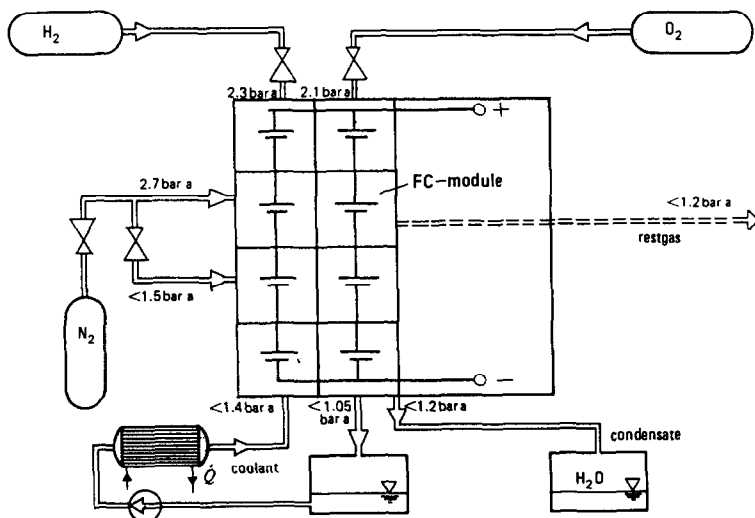 H₂
O₂
2.3 bar a
2.1 bar a
+
FC-module
2.7 bar a
<1.2 bar a
restgas
<1.5 bar a
N₂
−
<1.4 bar a
<1.05
bar a
<1.2 bar a
condensate
Q̇
coolant
H₂O